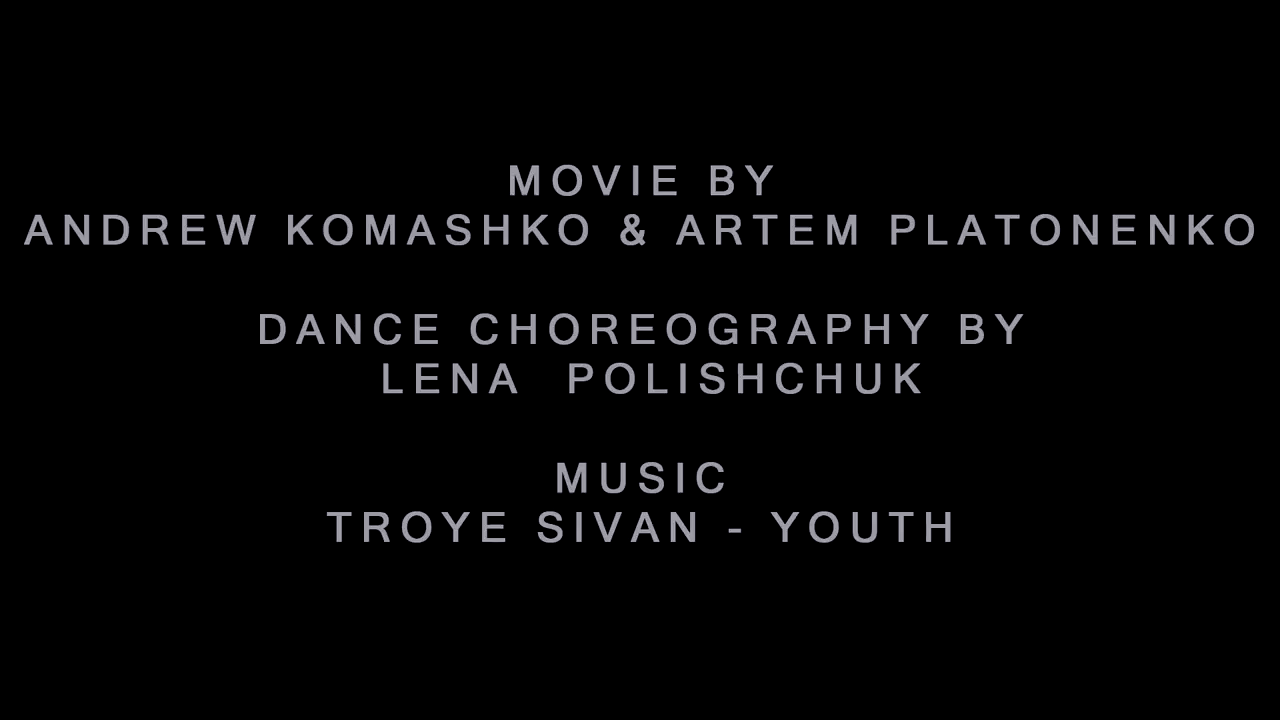 MOVIE BY
ANDREW KOMASHKO & ARTEM PLATONENKO
DANCE CHOREOGRAPHY BY
LENA POLISHCHUK
MUSIC
TROYE SIVAN - YOUTH